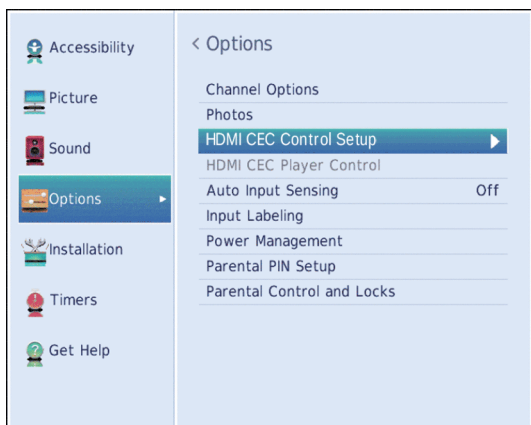 Accessibility
Picture
Sound
Options
Installation
Timers
Get Help
< Options
Channel Options
Photos
HDMI CEC Control Setup
HDMI CEC Player Control
Auto Input Sensing Off
Input Labeling
Power Management
Parental PIN Setup
Parental Control and Locks